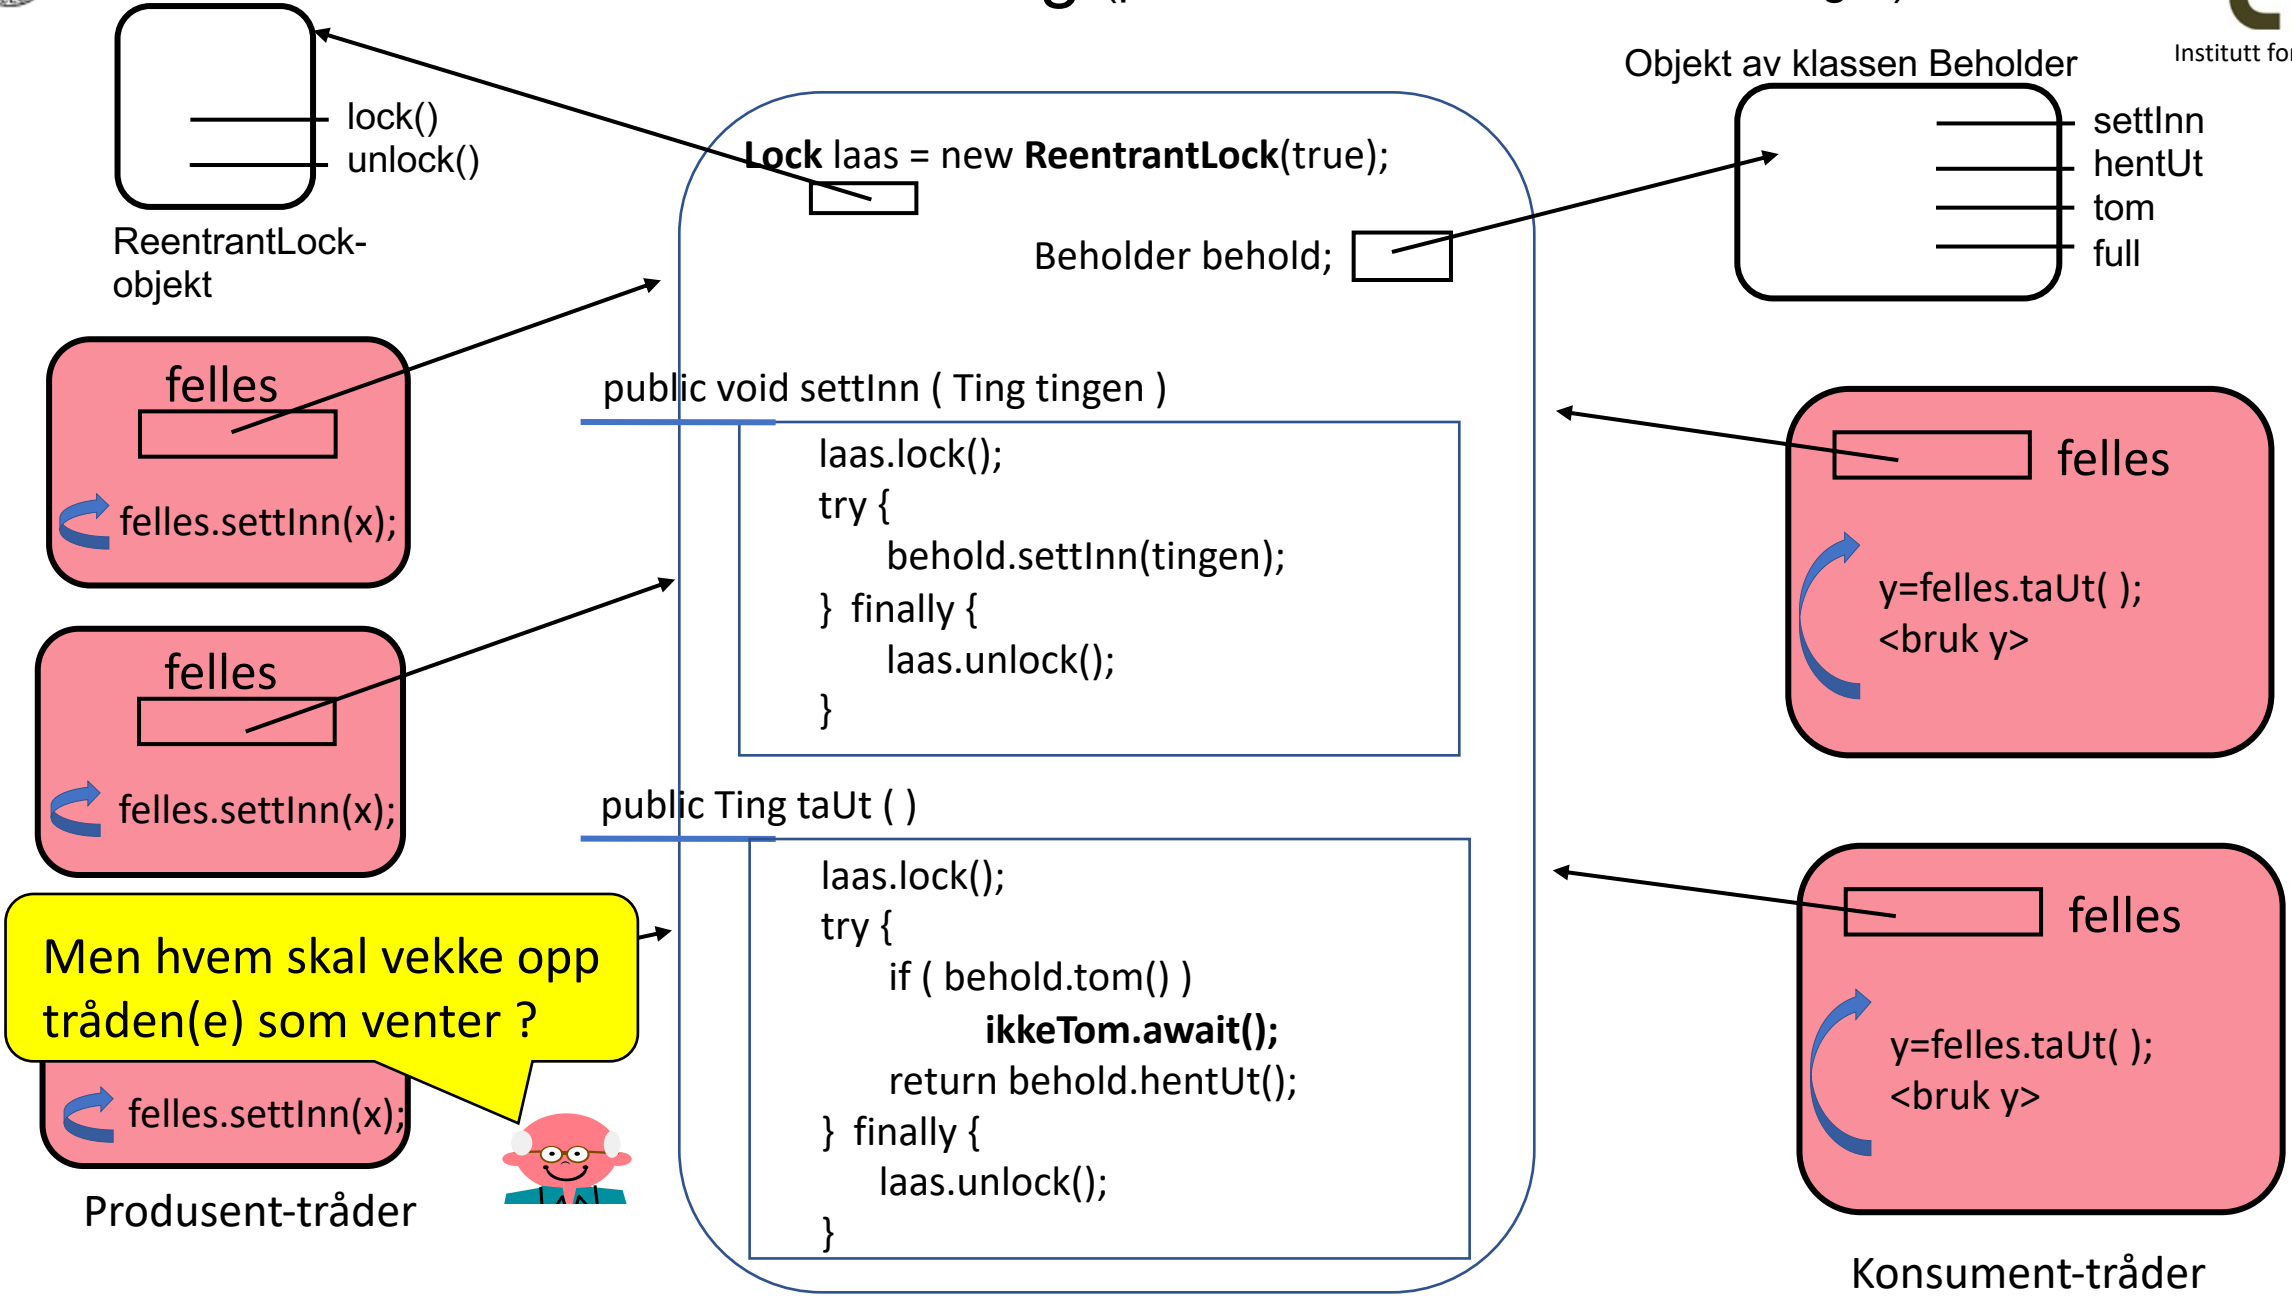 Institutt for
Objekt av klassen Beholder
lock()
unlock()
ReentrantLock-
objekt
Lock laas = new ReentrantLock(true);
Beholder behold;
settInn
hentUt
tom
full
felles
felles.settInn(x);
felles
felles.settInn(x);
Men hvem skal vekke opp
tråden(e) som venter ?
felles.settInn(x);
Produsent-tråder
public void settInn ( Ting tingen )
laas.lock();
try {
behold.settInn(tingen);
} finally {
laas.unlock();
}
public Ting taUt ( )
laas.lock();
try {
if ( behold.tom() )
ikkeTom.await();
return behold.hentUt();
} finally {
laas.unlock();
}
felles
y=felles.taUt( );
<bruk y>
felles
y=felles.taUt( );
<bruk y>
Konsument-tråder